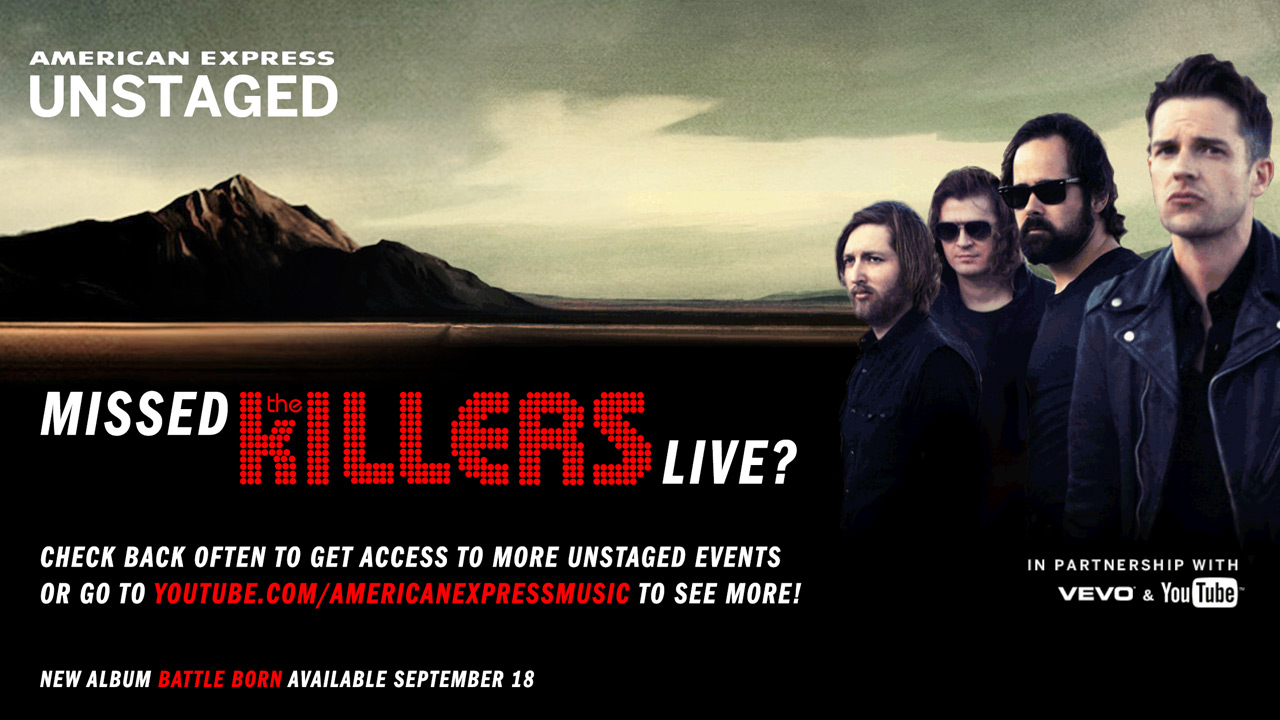 AMERICAN EXPRESS
UNSTAGED
MISSED the KILLERS LIVE?
CHECK BACK OFTEN TO GET ACCESS TO MORE UNSTAGED EVENTS
OR GO TO YOUTUBE.COM/AMERICANEXPRESSMUSIC TO SEE MORE!
IN PARTNERSHIP WITH
VEVO & YouTube
NEW ALBUM BATTLE BORN AVAILABLE SEPTEMBER 18